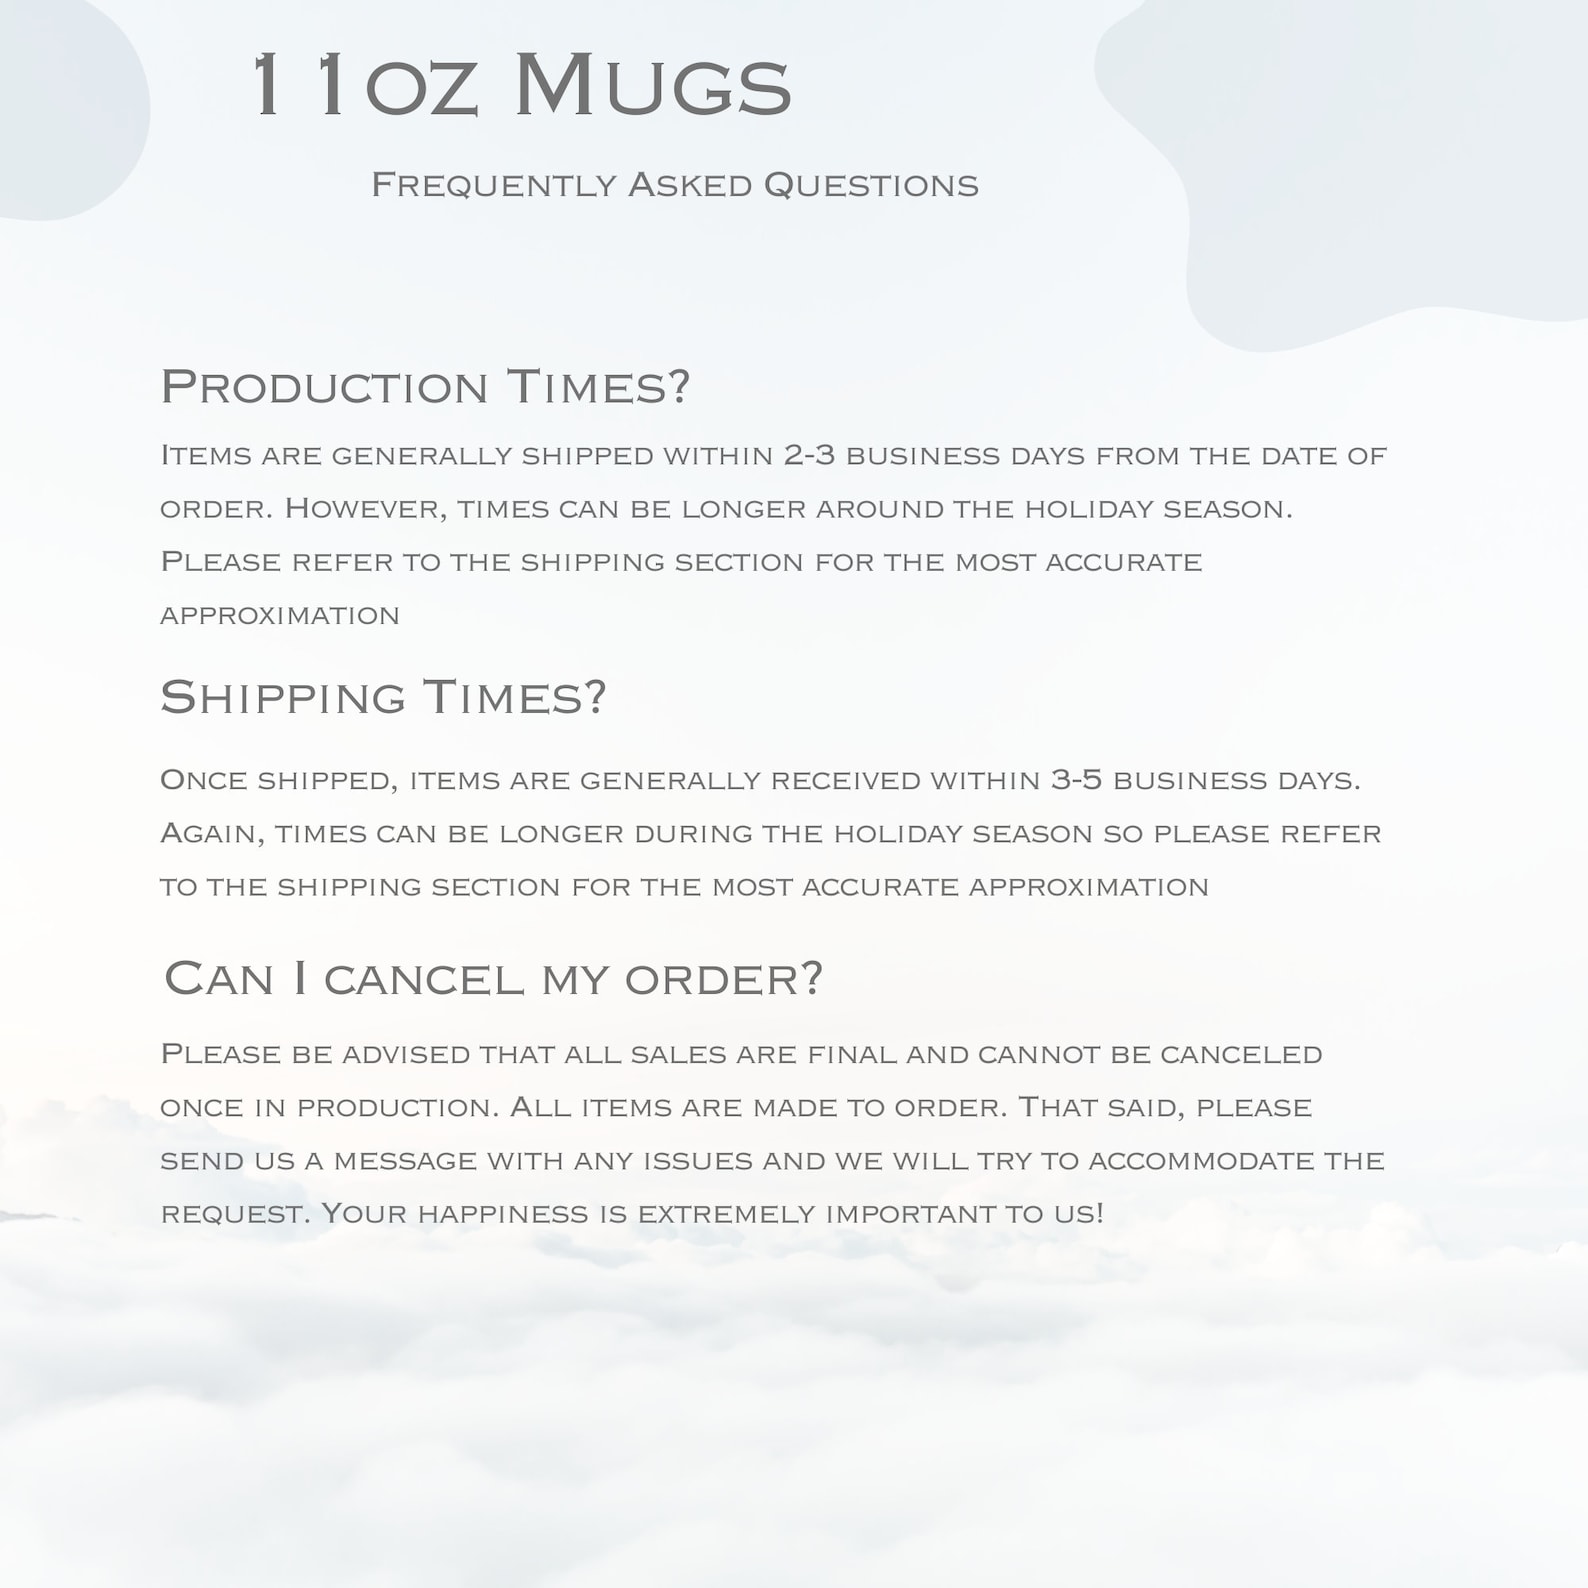 11oz Mugs
Frequently Asked Questions
Production Times?
Items are generally shipped within 2-3 business days from the date of
order. However, times can be longer around the holiday season.
Please refer to the shipping section for the most accurate
approximation
Shipping Times?
Once shipped, items are generally received within 3-5 business days.
Again, times can be longer during the holiday season so please refer
to the shipping section for the most accurate approximation
Can I cancel my order?
Please be advised that all sales are final and cannot be canceled
once in production. All items are made to order. That said, please
send us a message with any issues and we will try to accommodate the
request. Your happiness is extremely important to us!